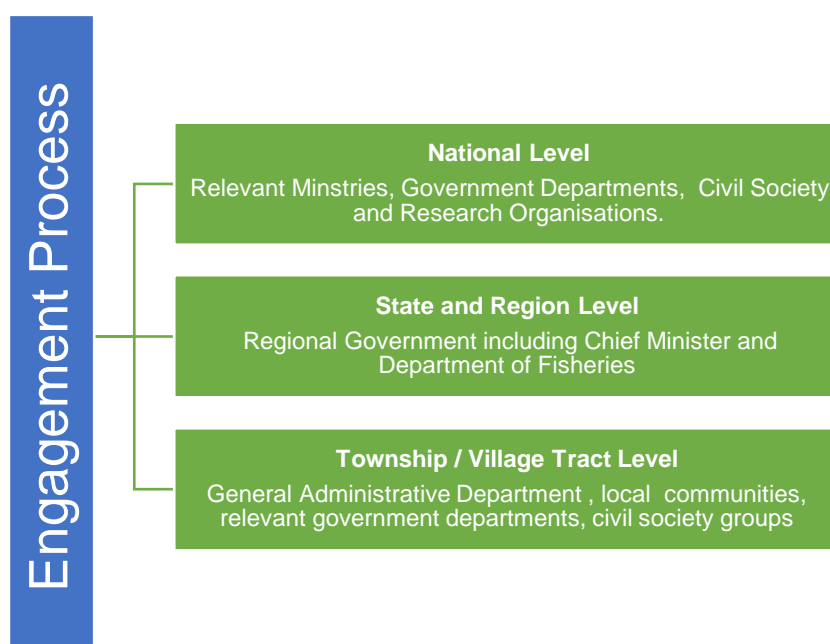 Engagement Process
National Level
Relevant Minstries, Government Departments,  Civil Society
and Research Organisations.
State and Region Level
Regional Government including Chief Minister and
Department of Fisheries
Township / Village Tract Level
General Administrative Department , local  communities,
relevant government departments, civil society groups